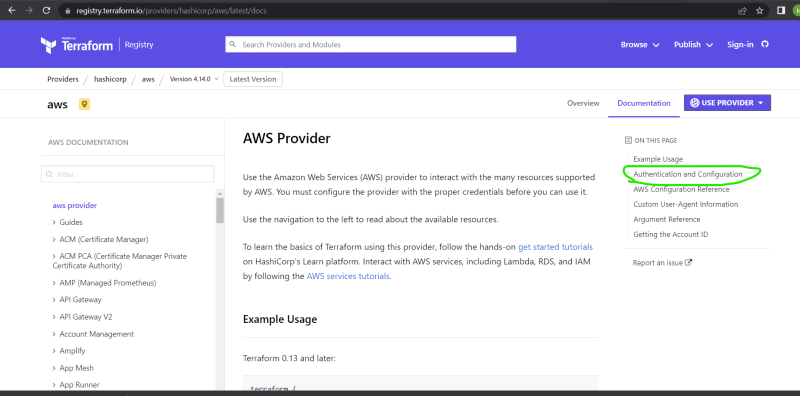 registry.terraform.io/providers/hashicorp/aws/latest/docs
HashiCorp
Terraform | Registry
Search Providers and Modules
Browse
Publish
Sign-in
Providers / hashicorp / aws / Version 4.14.0
Latest Version
aws
Overview
Documentation
USE PROVIDER
AWS DOCUMENTATION
Filter
aws provider
Guides
ACM (Certificate Manager)
ACM PCA (Certificate Manager Private
Certificate Authority)
AMP (Managed Prometheus)
API Gateway
API Gateway V2
Account Management
Amplify
App Mesh
App Runner
AWS Provider
Use the Amazon Web Services (AWS) provider to interact with the many resources supported
by AWS. You must configure the provider with the proper credentials before you can use it.
Use the navigation to the left to read about the available resources.
To learn the basics of Terraform using this provider, follow the hands-on get started tutorials
on HashiCorp's Learn platform. Interact with AWS services, including Lambda, RDS, and IAM
by following the AWS services tutorials.
Example Usage
Terraform 0.13 and later:
terraform {
ON THIS PAGE
Example Usage
Authentication and Configuration
AWS Configuration Reference
Custom User-Agent Information
Argument Reference
Getting the Account ID
Report an issue